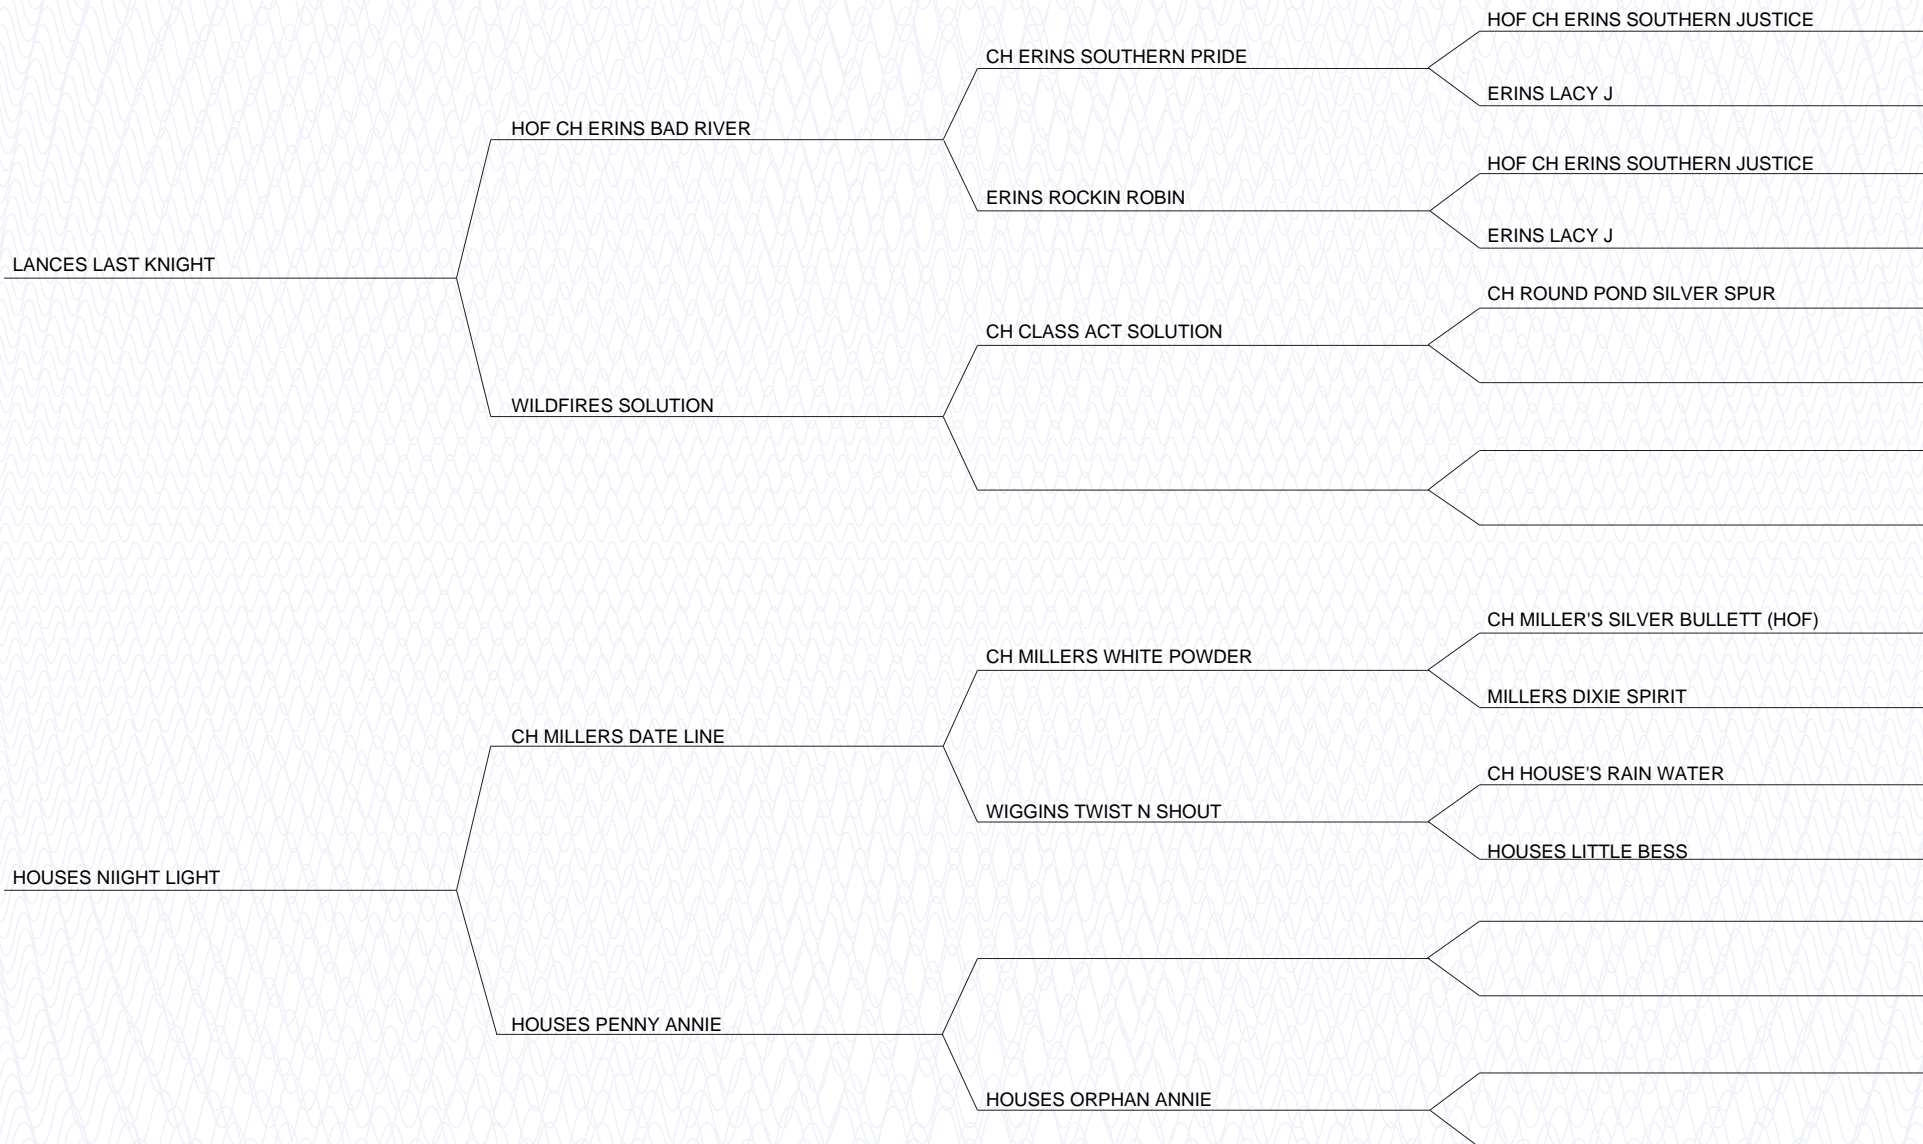 HOF CH ERINS SOUTHERN JUSTICE
CH ERINS SOUTHERN PRIDE
ERINS LACY J
HOF CH ERINS BAD RIVER
HOF CH ERINS SOUTHERN JUSTICE
ERINS ROCKIN ROBIN
ERINS LACY J
LANCES LAST KNIGHT
CH ROUND POND SILVER SPUR
CH CLASS ACT SOLUTION
WILDFIRES SOLUTION
CH MILLER'S SILVER BULLETT (HOF)
CH MILLERS WHITE POWDER
MILLERS DIXIE SPIRIT
CH MILLERS DATE LINE
CH HOUSE'S RAIN WATER
WIGGINS TWIST N SHOUT
HOUSES LITTLE BESS
HOUSES NIIGHT LIGHT
HOUSES PENNY ANNIE
HOUSES ORPHAN ANNIE